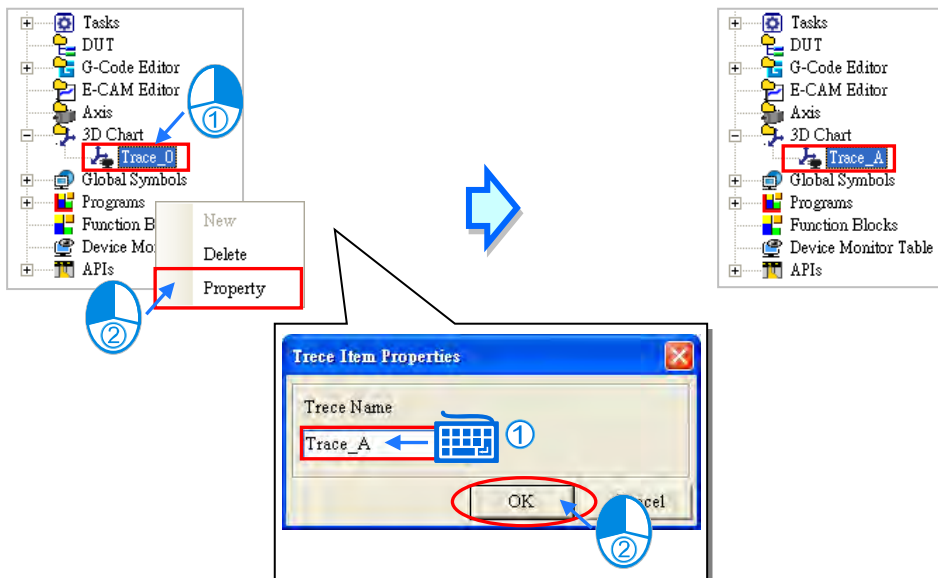 Tasks
DUT
G-Code Editor
E-CAM Editor
Axis
①
3D Chart
Trace_0
Global Symbols
Programs
Function B
Device Mo
APIs
New
Delete
Property
②
Trece Item Properties
Trece Name
Trace_A
①
OK
cel
②
Tasks
DUT
G-Code Editor
E-CAM Editor
Axis
3D Chart
Trace_A
Global Symbols
Programs
Function Blocks
Device Monitor Table
APIs